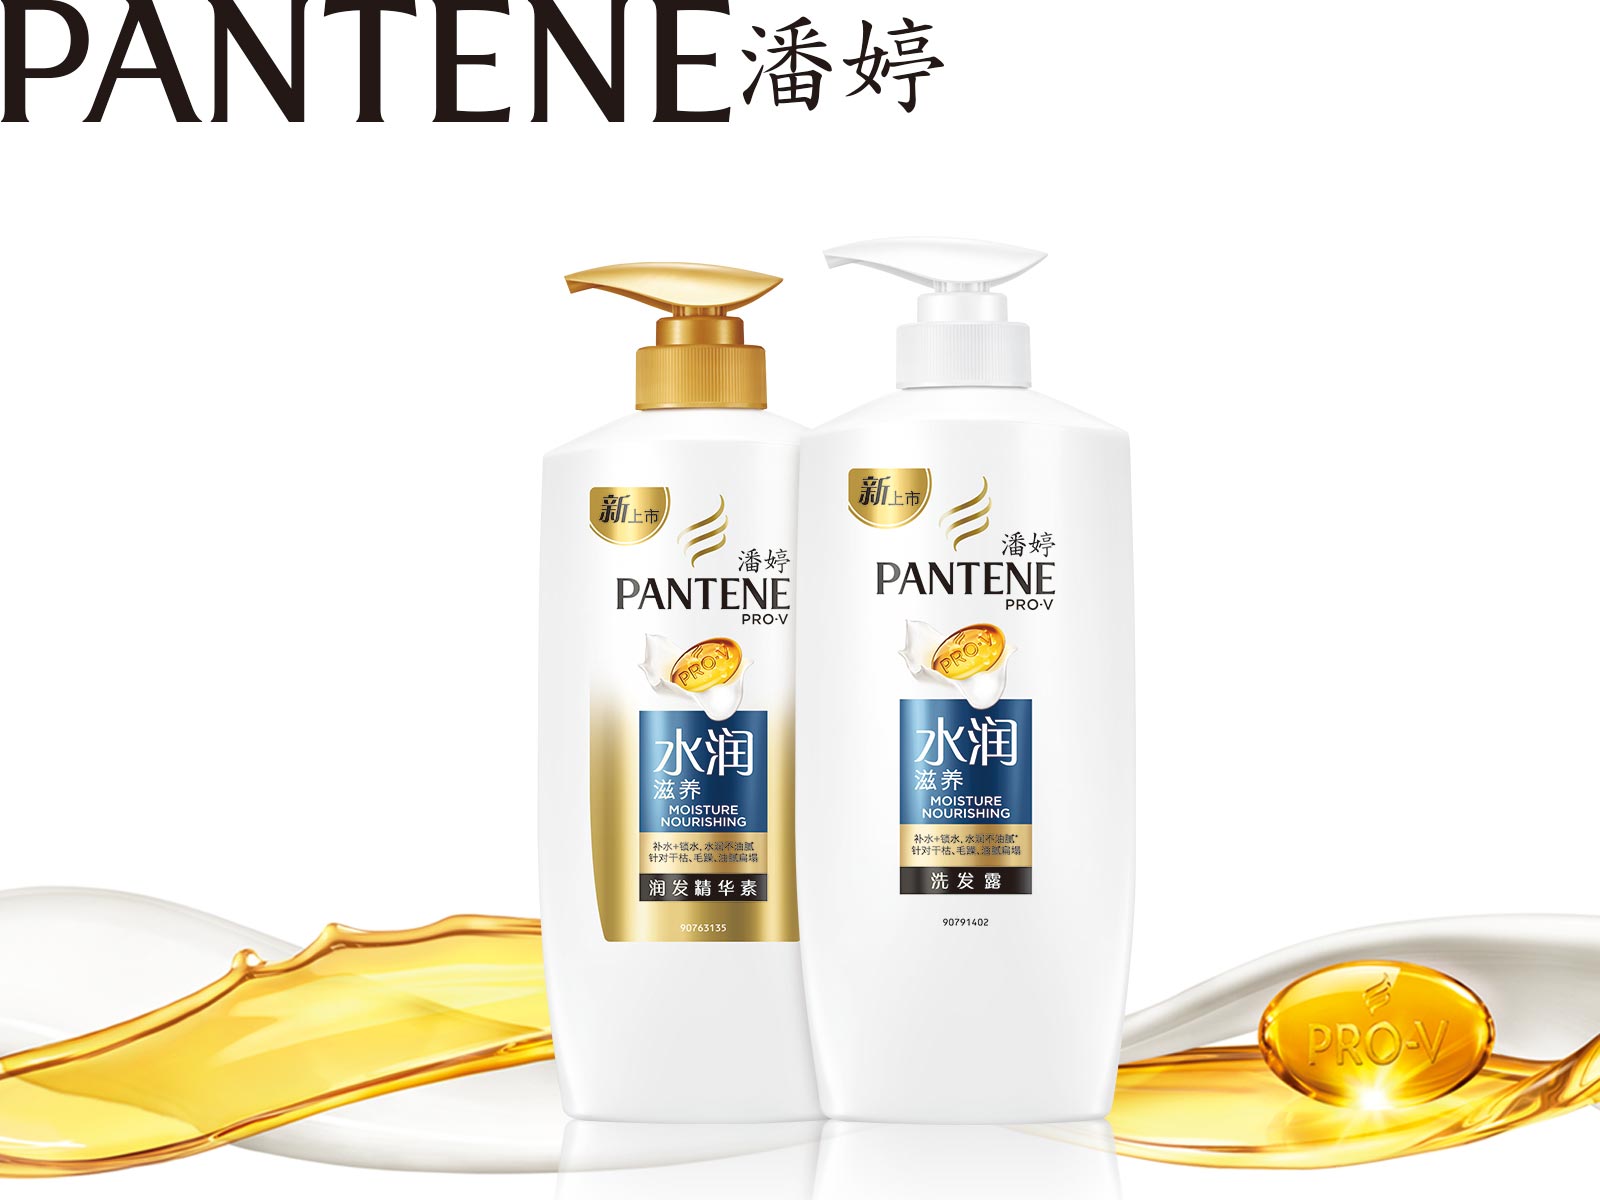 PANTENE潘婷
新上市
潘婷
PANTENE
PRO-V
PRO-V
水润
滋养
MOISTURE
NOURISHING
补水+锁水,水润不油腻
针对干枯、毛躁、油腻扁塌
润发精华素
90763135
新上市
潘婷
PANTENE
PRO-V
PRO-V
水润
滋养
MOISTURE
NOURISHING
补水+锁水,水润不油腻*
针对干枯、毛躁、油腻扁塌
洗发露
90791402
PRO-V